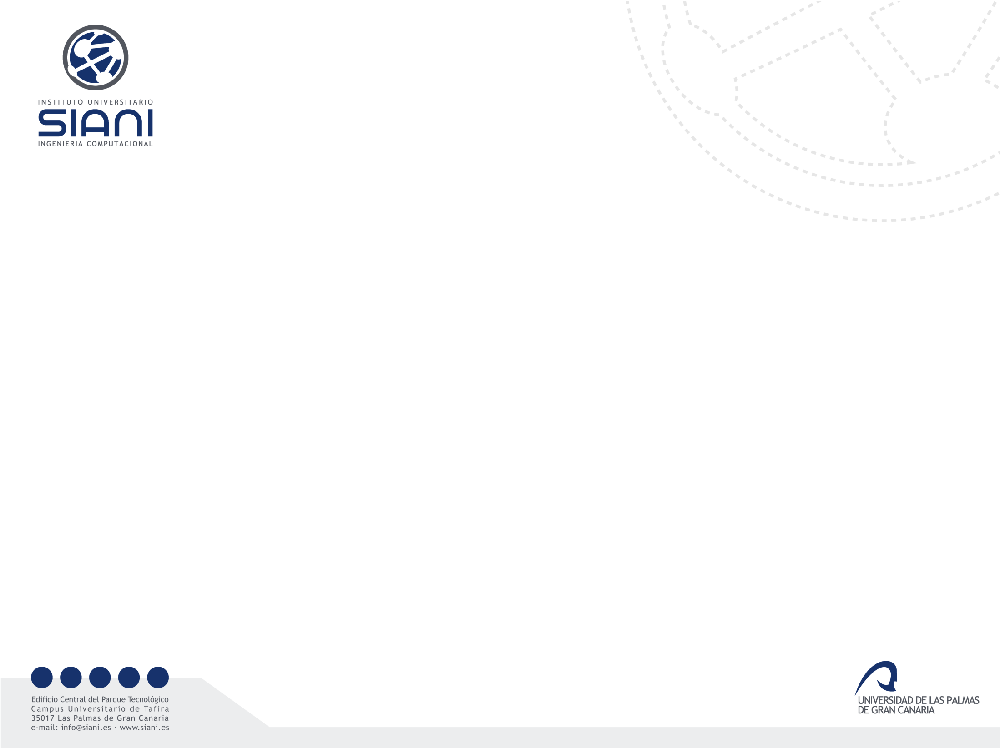 INSTITUTO UNIVERSITARIO
SIANI
INGENIERIA COMPUTACIONAL
Edificio Central del Parque Tecnológico
Campus Universitario de Tafira
35017 Las Palmas de Gran Canaria
e-mail: info@siani.es · www.siani.es
UNIVERSIDAD DE LAS PALMAS
DE GRAN CANARIA